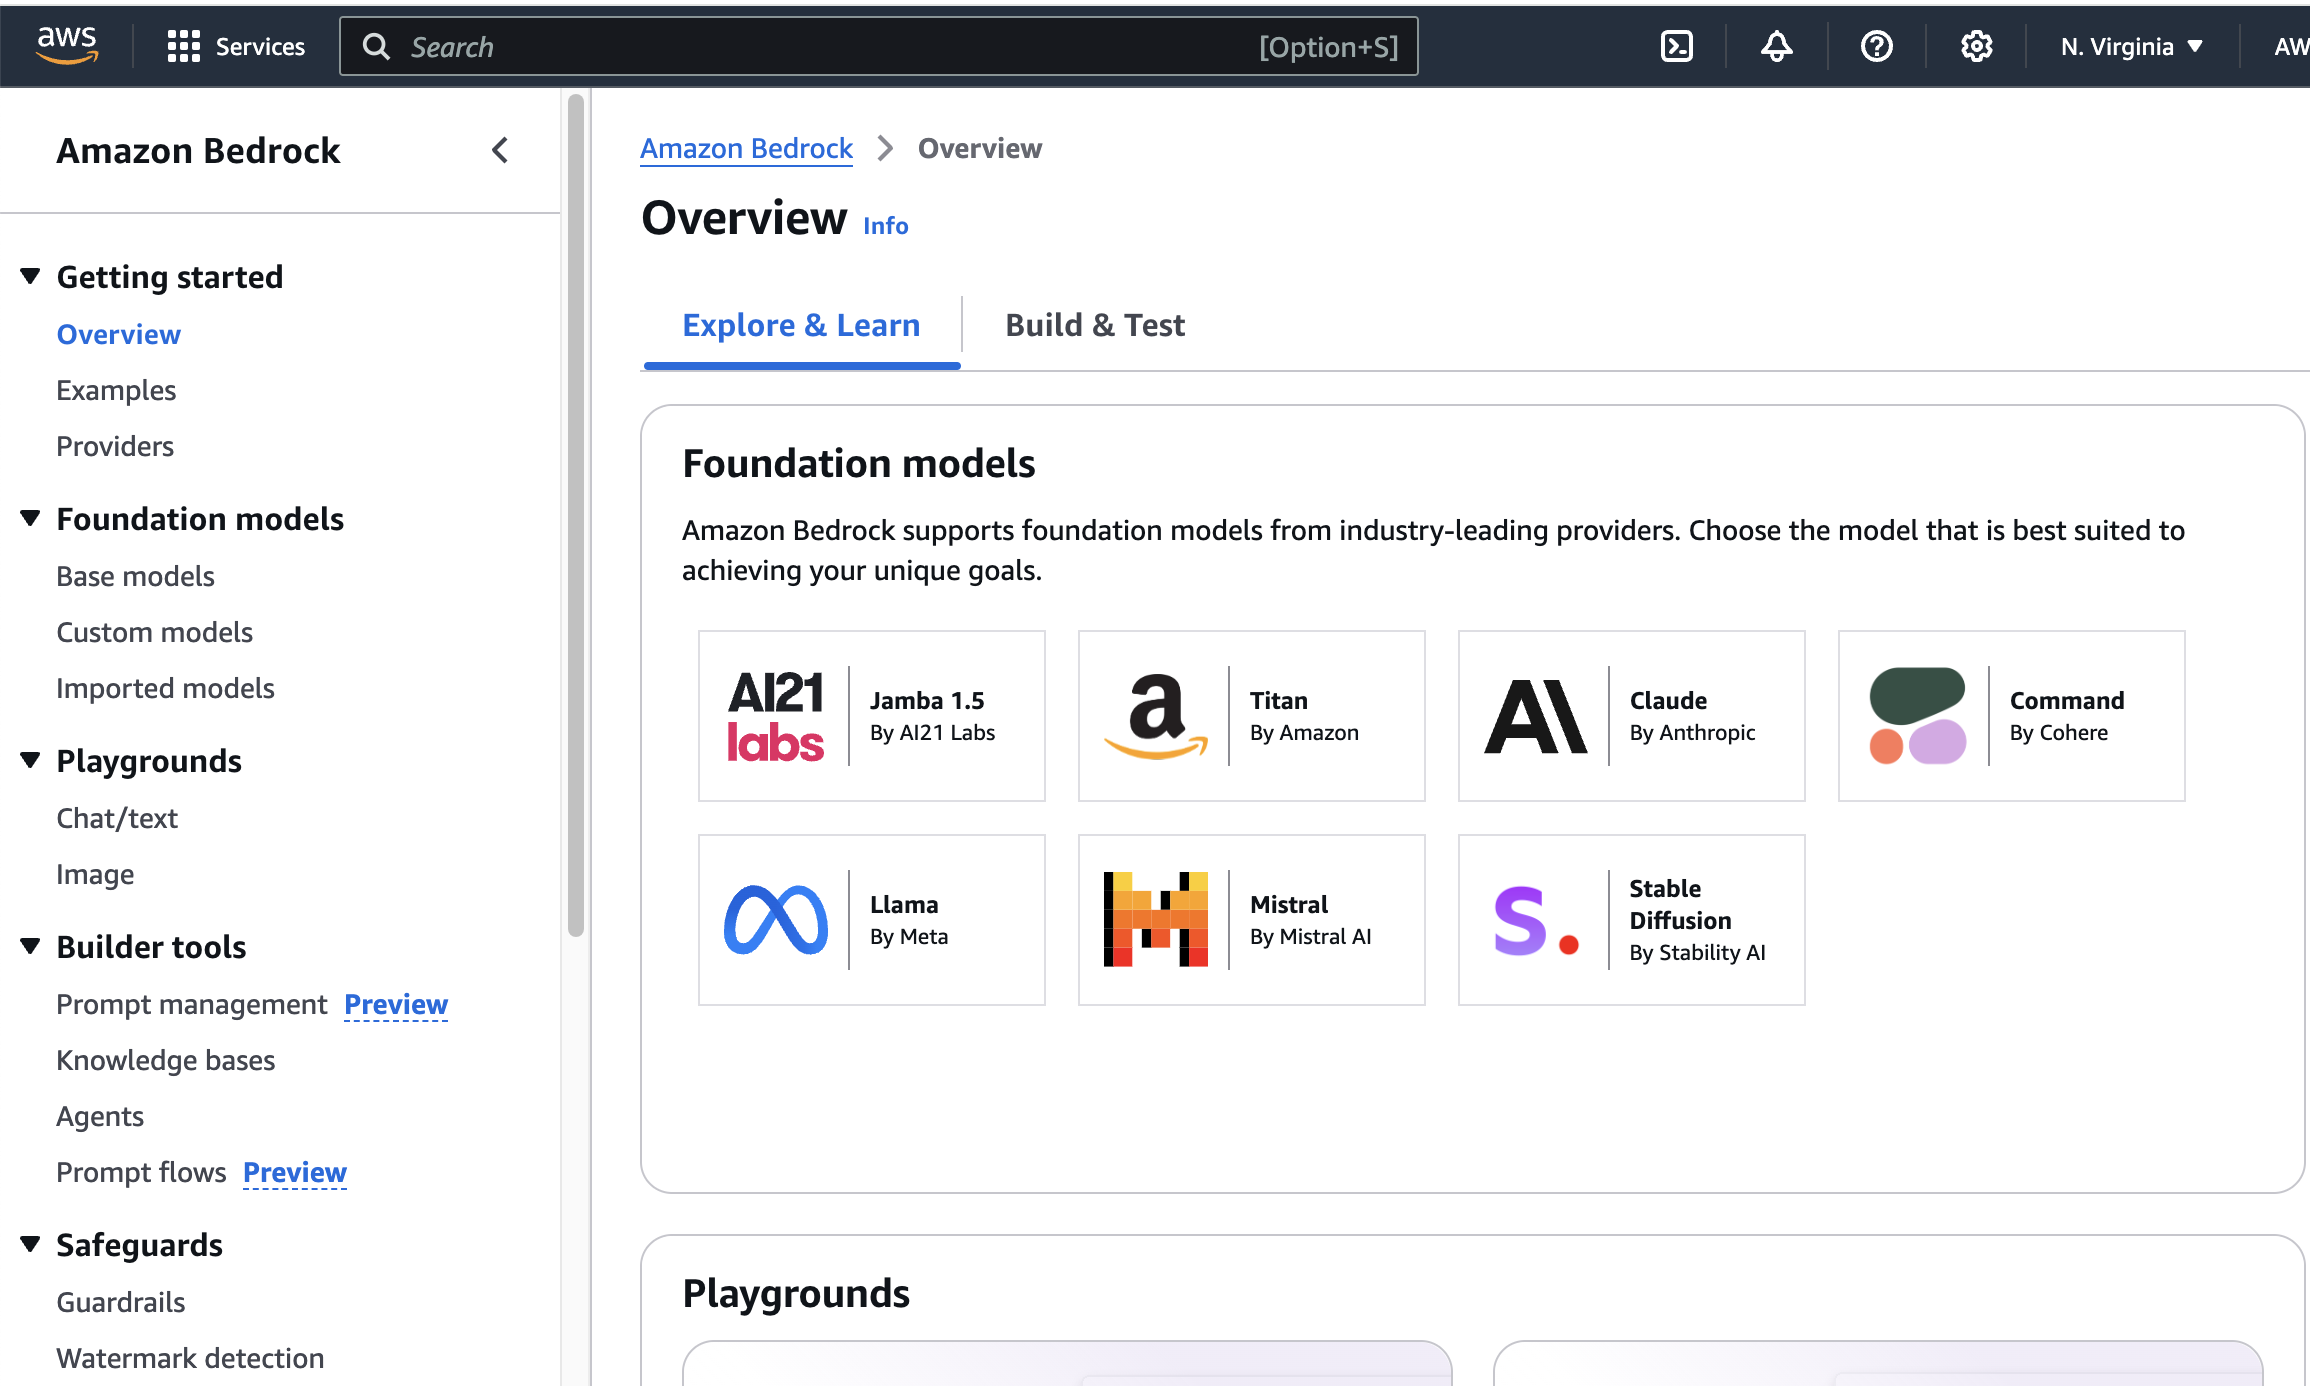 aws
Services
Search
[Option+S]
N. Virginia
AW
Amazon Bedrock
Getting started
Overview
Examples
Providers
Foundation models
Base models
Custom models
Imported models
Playgrounds
Chat/text
Image
Builder tools
Prompt management Preview
Knowledge bases
Agents
Prompt flows Preview
Safeguards
Guardrails
Watermark detection
Amazon Bedrock > Overview
Overview Info
Explore & Learn
Build & Test
Foundation models
Amazon Bedrock supports foundation models from industry-leading providers. Choose the model that is best suited to
achieving your unique goals.
AI21
labs
Jamba 1.5
By AI21 Labs
a
Titan
By Amazon
Claude
By Anthropic
Command
By Cohere
Llama
By Meta
Mistral
By Mistral AI
S.
Stable
Diffusion
By Stability AI
Playgrounds